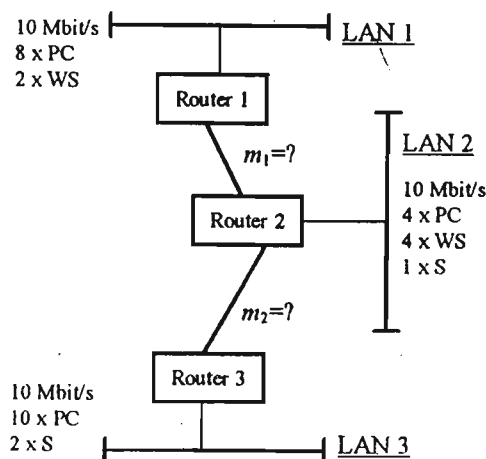 10 Mbit/s
8 x PC
2 x WS
LAN 1
Router 1
m₁=?
LAN 2
Router 2
10 Mbit/s
4 x PC
4 x WS
1 x S
m₂=?
Router 3
10 Mbit/s
10 x PC
2 x S
LAN 3